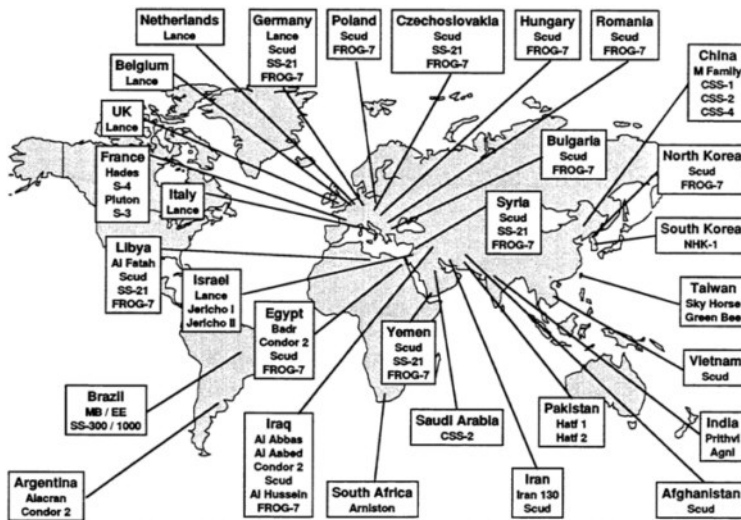 Netherlands
Lance
Germany
Lance
Scud
SS-21
FROG-7
Poland
Scud
FROG-7
Czechoslovakia
Scud
SS-21
FROG-7
Hungary
Scud
FROG-7
Romania
Scud
FROG-7
China
M Family
CSS-1
CSS-2
CSS-4
Belgium
Lance
UK
Lance
France
Hades
S-4
Pluton
S-3
Italy
Lance
Bulgaria
Scud
FROG-7
North Korea
Scud
FROG-7
Syria
Scud
SS-21
FROG-7
South Korea
NHK-1
Libya
Al Fatah
Scud
SS-21
FROG-7
Israel
Lance
Jericho I
Jericho II
Egypt
Badr
Condor 2
Scud
FROG-7
Yemen
Scud
SS-21
FROG-7
Taiwan
Sky Horse
Green Bee
Vietnam
Scud
Brazil
MB / EE
SS-300 / 1000
Iraq
Al Abbas
Al Aabed
Condor 2
Scud
Al Hussein
FROG-7
Saudi Arabia
CSS-2
Pakistan
Hatf 1
Hatf 2
India
Prithvi
Agni
Argentina
Alacran
Condor 2
South Africa
Arniston
Iran
Iran 130
Scud
Afghanistan
Scud